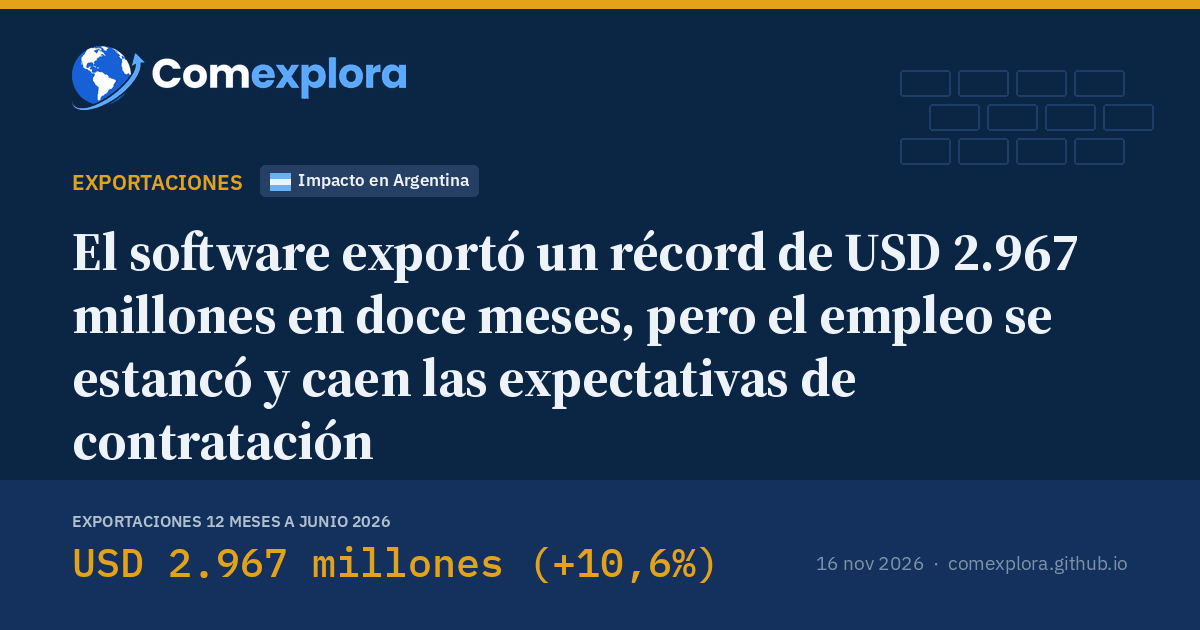 Comexplora
EXPORTACIONES
Impacto en Argentina
El software exportó un récord de USD 2.967
millones en doce meses, pero el empleo se
estancó y caen las expectativas de
contratación
EXPORTACIONES 12 MESES A JUNIO 2026
USD 2.967 millones (+10,6%)
16 nov 2026 · comexplora.github.io